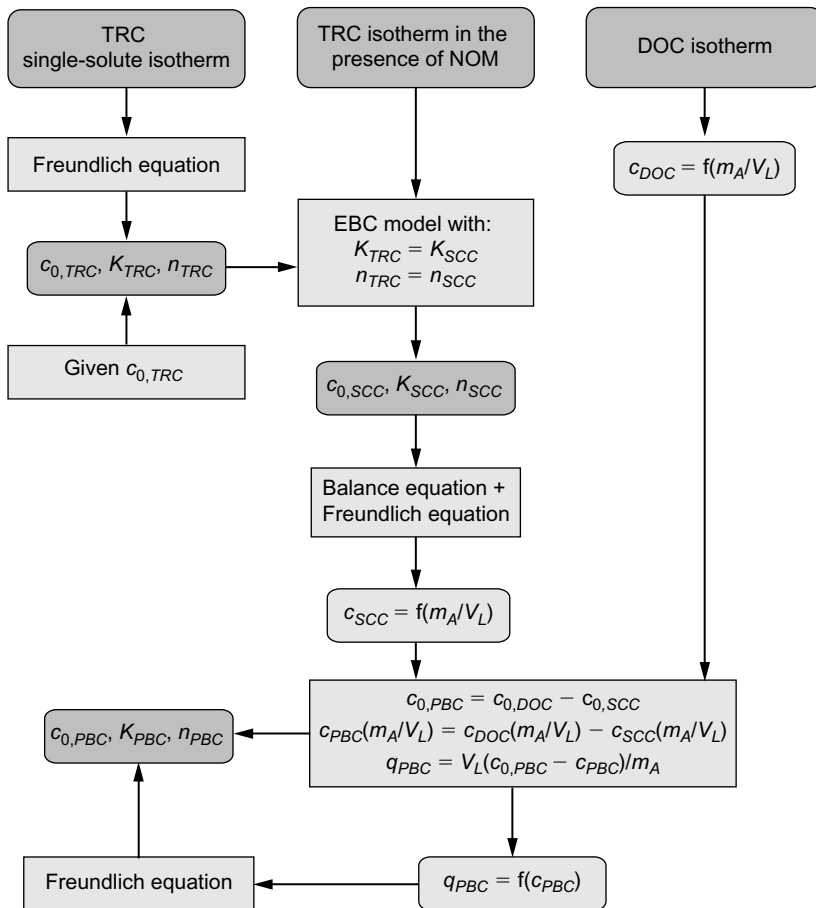 TRC
single-solute isotherm
TRC isotherm in the
presence of NOM
DOC isotherm
Freundlich equation
c_DOC = f(m_A/V_L)
EBC model with:
K_TRC = K_SCC
n_TRC = n_SCC
c_0,TRC, K_TRC, n_TRC
Given c_0,TRC
c_0,SCC, K_SCC, n_SCC
Balance equation +
Freundlich equation
c_SCC = f(m_A/V_L)
c_0,PBC = c_0,DOC − c_0,SCC
c_PBC(m_A/V_L) = c_DOC(m_A/V_L) − c_SCC(m_A/V_L)
q_PBC = V_L(c_0,PBC − c_PBC)/m_A
c_0,PBC, K_PBC, n_PBC
Freundlich equation
q_PBC = f(c_PBC)